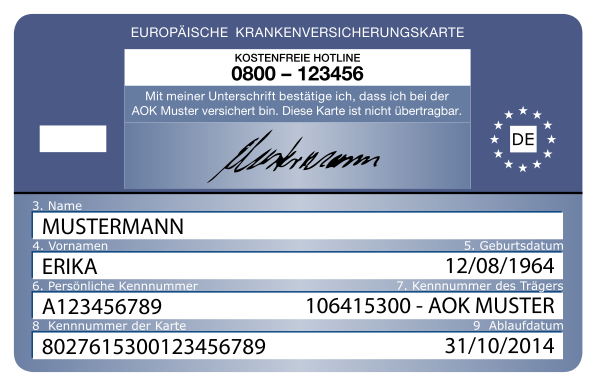 EUROPÄISCHE KRANKENVERSICHERUNGSKARTE
KOSTENFREIE HOTLINE
0800 – 123456
Mit meiner Unterschrift bestätige ich, dass ich bei der
AOK Muster versichert bin. Diese Karte ist nicht übertragbar.
Mustermann
DE
3. Name
MUSTERMANN
4. Vornamen 5. Geburtsdatum
ERIKA 12/08/1964
6. Persönliche Kennnummer 7. Kennnummer des Trägers
A123456789 106415300 - AOK MUSTER
8 Kennnummer der Karte 9 Ablaufdatum
8027615300123456789 31/10/2014